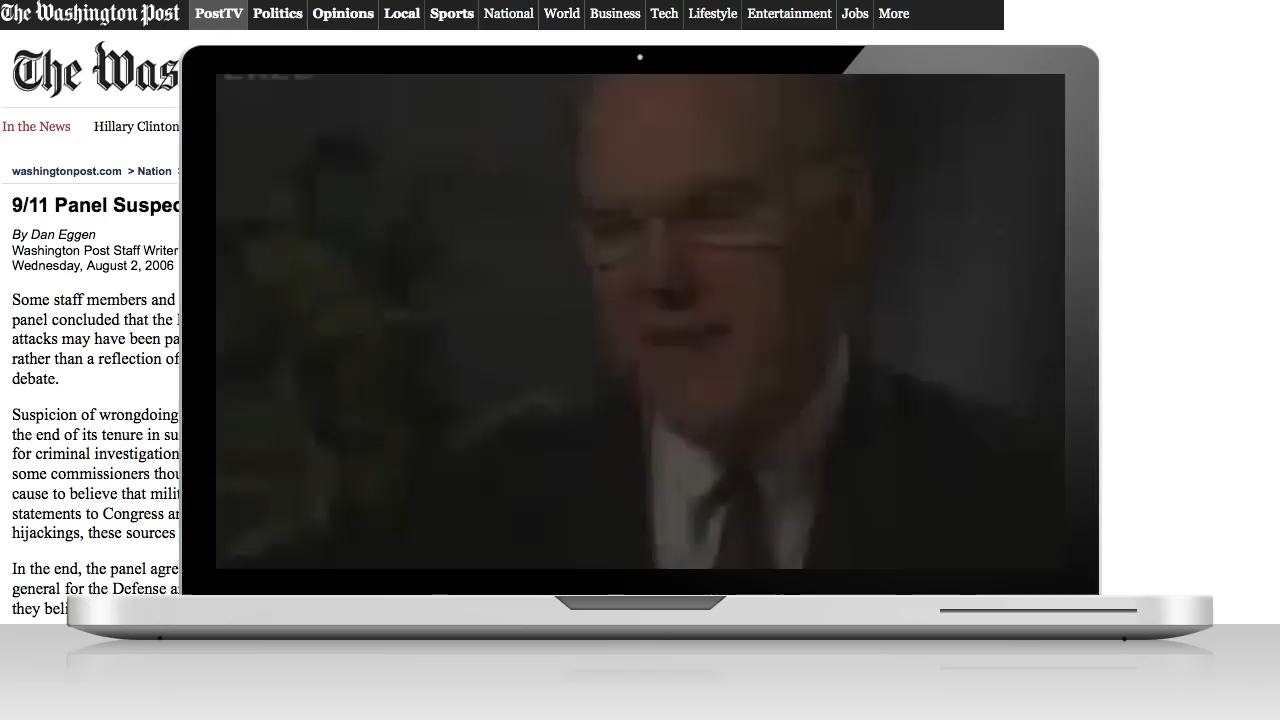 The Washington Post PostTV Politics Opinions Local Sports National World Business Tech Lifestyle Entertainment Jobs More
The Was
In the News Hillary Clinton
washingtonpost.com > Nation >
9/11 Panel Suspec
By Dan Eggen
Washington Post Staff Writer
Wednesday, August 2, 2006
Some staff members and
panel concluded that the
attacks may have been pa
rather than a reflection of
debate.
Suspicion of wrongdoing
the end of its tenure in su
for criminal investigation
some commissioners thou
cause to believe that milit
statements to Congress an
hijackings, these sources
In the end, the panel agre
general for the Defense a
they beli